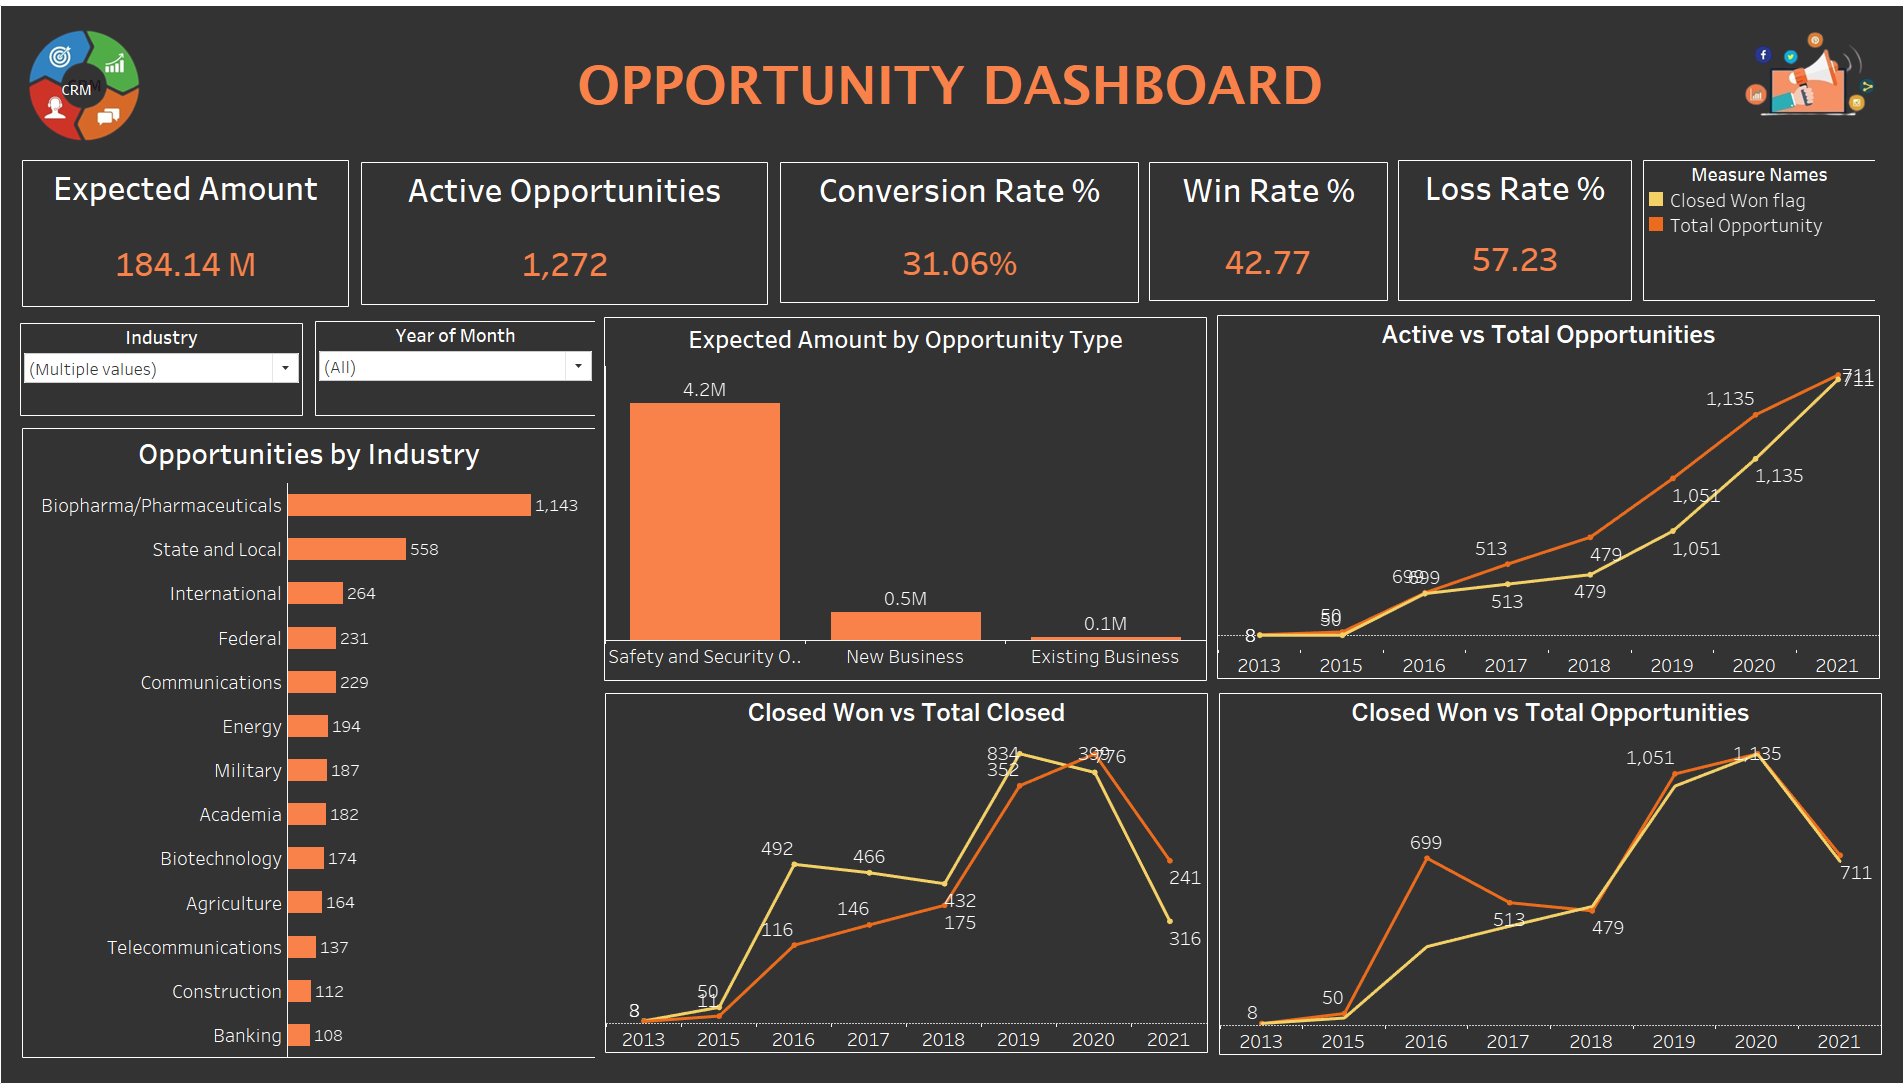 CRM
OPPORTUNITY DASHBOARD
Expected Amount
184.14 M
Active Opportunities
1,272
Conversion Rate %
31.06%
Win Rate %
42.77
Loss Rate %
57.23
Measure Names
Closed Won flag
Total Opportunity
Industry
(Multiple values)
Year of Month
(All)
Opportunities by Industry
Biopharma/Pharmaceuticals 1,143
State and Local 558
International 264
Federal 231
Communications 229
Energy 194
Military 187
Academia 182
Biotechnology 174
Agriculture 164
Telecommunications 137
Construction 112
Banking 108
Expected Amount by Opportunity Type
4.2M
0.5M
0.1M
Safety and Security O.. New Business Existing Business
Active vs Total Opportunities
711
711
1,135
1,135
1,051
1,051
513
479
699
699
513
479
50
50
8
2013 2015 2016 2017 2018 2019 2020 2021
Closed Won vs Total Closed
834
399
776
352
492
466
241
432
146
175
116
316
50
11
8
2013 2015 2016 2017 2018 2019 2020 2021
Closed Won vs Total Opportunities
1,051
1,135
699
711
513
479
50
8
2013 2015 2016 2017 2018 2019 2020 2021